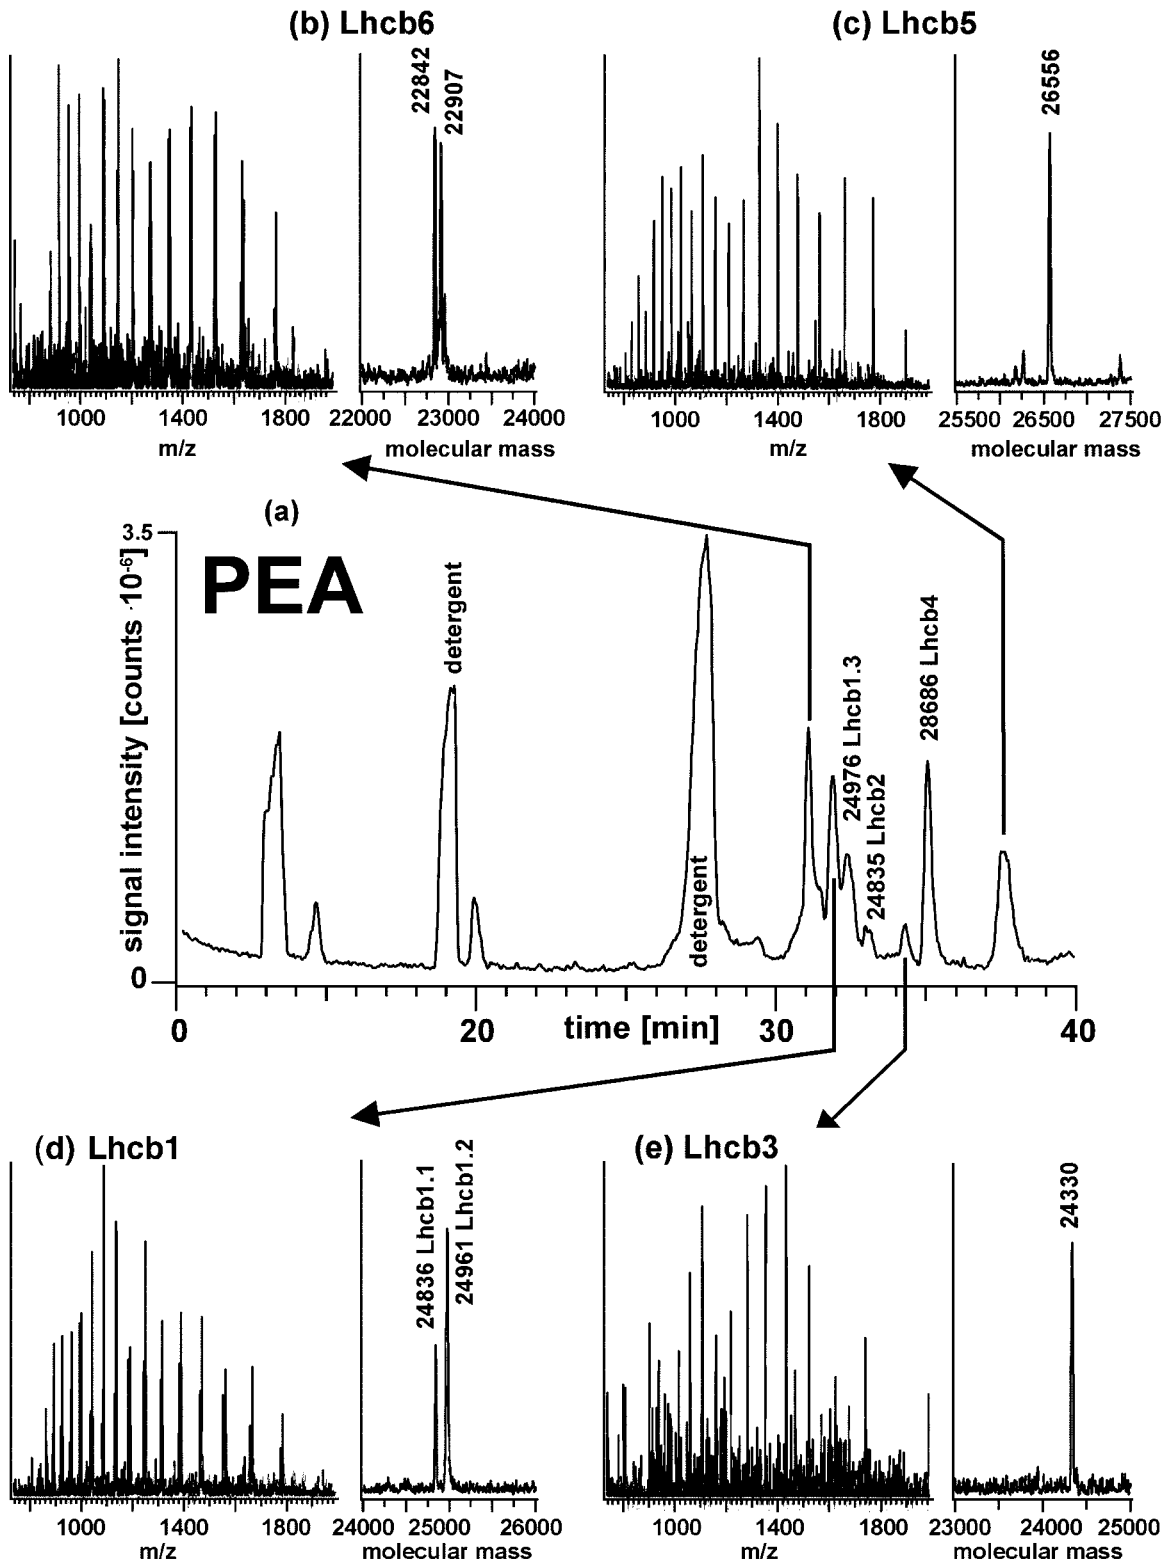 (b) Lhcb6
(c) Lhcb5
22842
22907
26556
1000 1400 1800
22000 23000 24000
1000 1400 1800
25500 26500 27500
m/z
molecular mass
m/z
molecular mass
(a)
PEA
3.5
0
signal intensity [counts ·10⁻⁶]
detergent
detergent
24976 Lhcb1.3
24835 Lhcb2
28686 Lhcb4
0 20 30 40
time [min]
(d) Lhcb1
(e) Lhcb3
24836 Lhcb1.1
24961 Lhcb1.2
24330
1000 1400 1800
24000 25000 26000
1000 1400 1800
23000 24000 25000
m/z
molecular mass
m/z
molecular mass